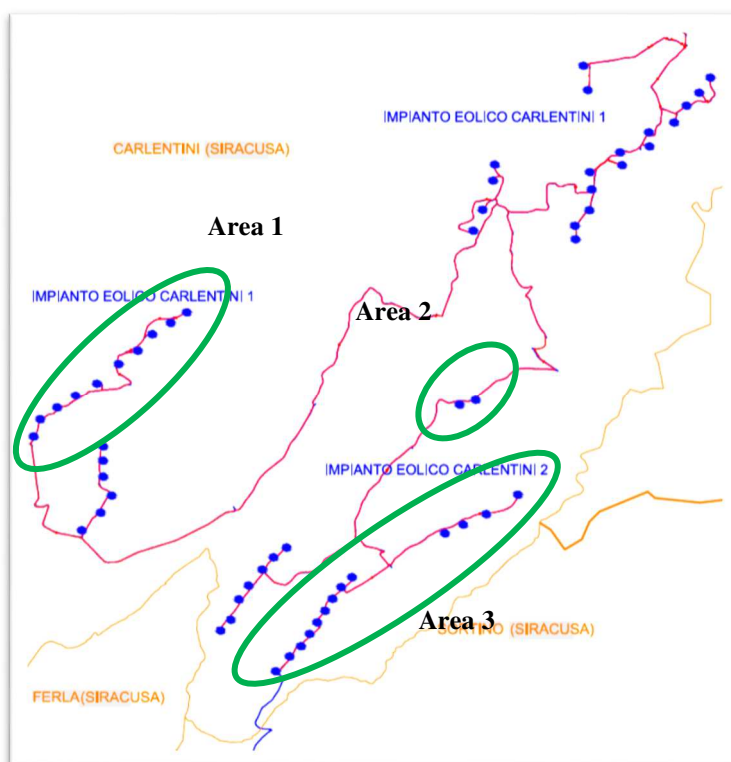 IMPIANTO EOLICO CARLENTINI 1
CARLENTINI (SIRACUSA)
Area 1
IMPIANTO EOLICO CARLENTINI 1
Area 2
IMPIANTO EOLICO CARLENTINI 2
Area 3
SORTINO (SIRACUSA)
FERLA(SIRACUSA)